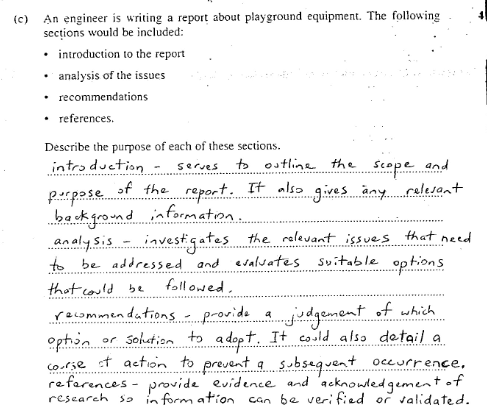 (c) An engineer is writing a report about playground equipment. The following
sections would be included:
• introduction to the report
• analysis of the issues
• recommendations
• references.
Describe the purpose of each of these sections.
introduction - serves to outline the scope and
purpose of the report. It also gives any relevant
background information.
analysis - investigates the relevant issues that need
to be addressed and evaluates suitable options
that could be followed.
recommendations - provide a judgement of which
option or solution to adopt. It could also detail a
course of action to prevent a subsequent occurrence.
references - provide evidence and acknowledgement of
research so information can be verified or validated.